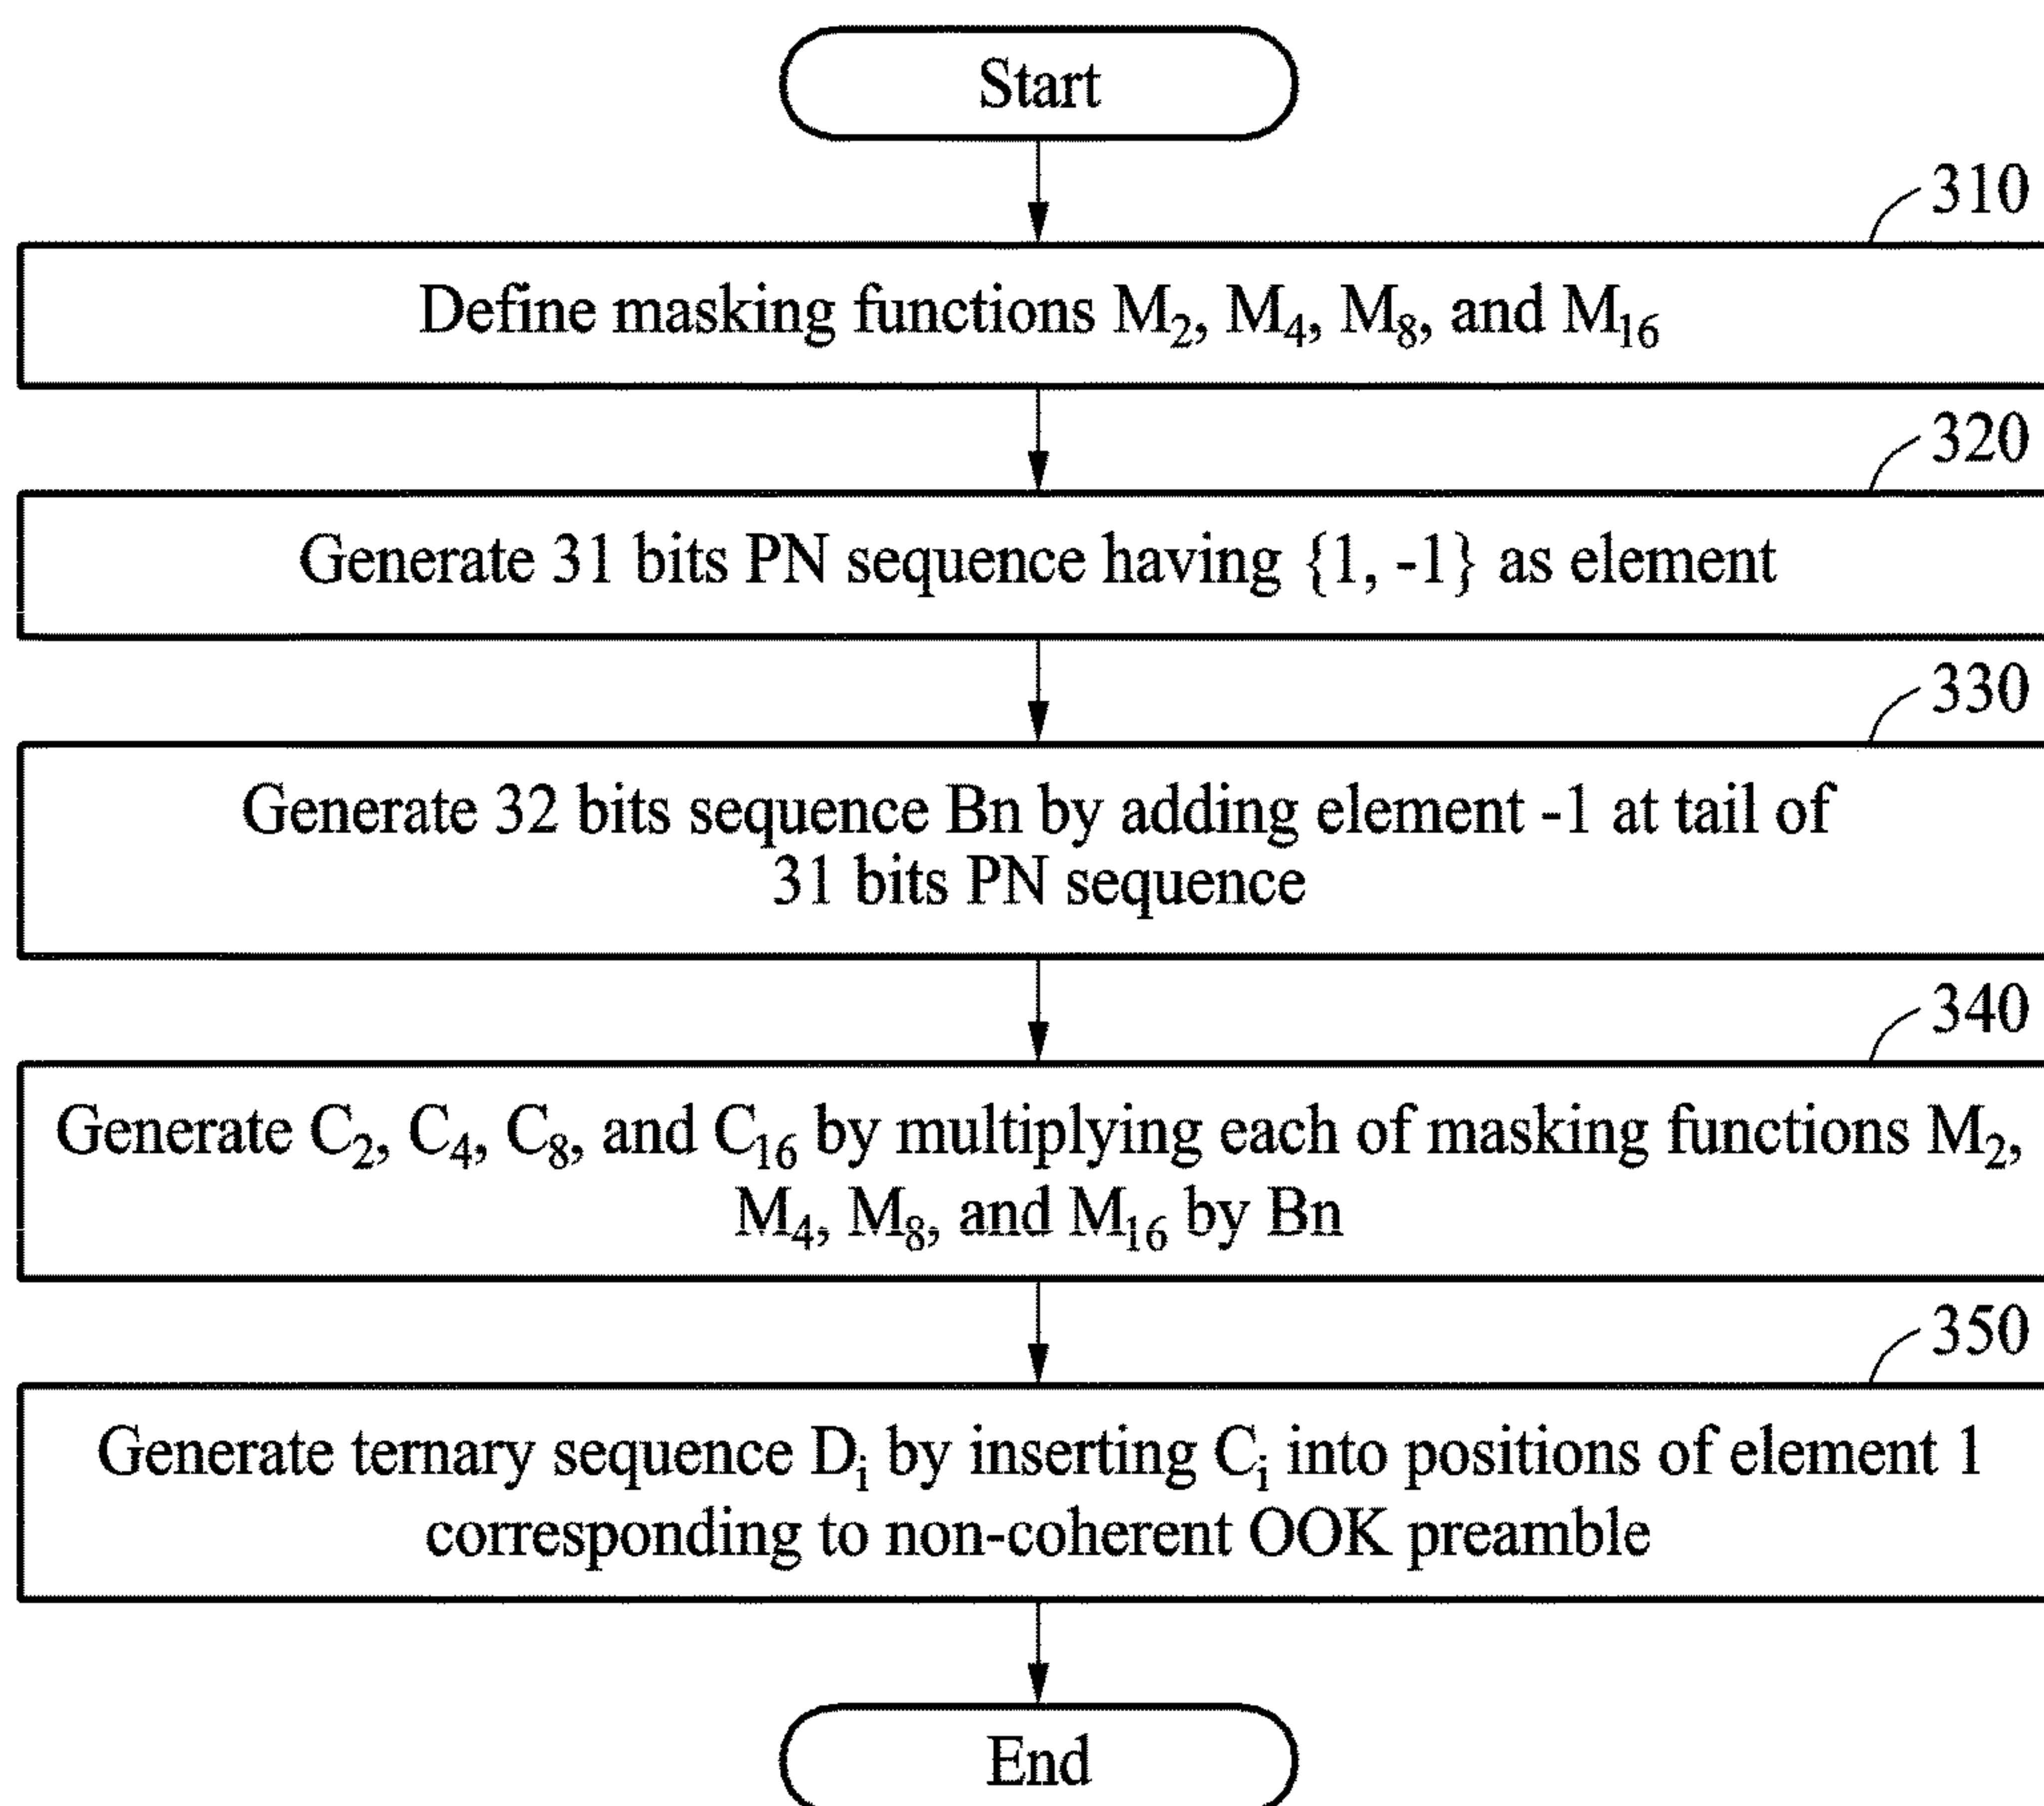 Start
310
Define masking functions M₂, M₄, M₈, and M₁₆
320
Generate 31 bits PN sequence having {1, -1} as element
330
Generate 32 bits sequence Bn by adding element -1 at tail of
31 bits PN sequence
340
Generate C₂, C₄, C₈, and C₁₆ by multiplying each of masking functions M₂,
M₄, M₈, and M₁₆ by Bn
350
Generate ternary sequence Dᵢ by inserting Cᵢ into positions of element 1
corresponding to non-coherent OOK preamble
End